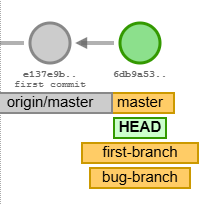 e137e9b.. 6db9a53..
first commit
origin/master master
HEAD
first-branch
bug-branch